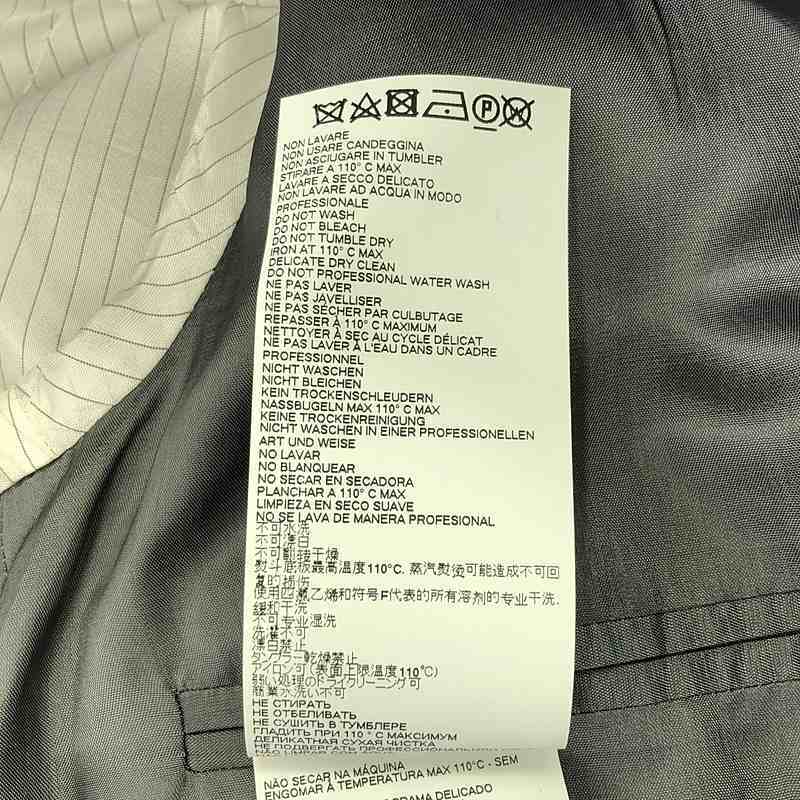 P W
NON LAVARE
NON USARE CANDEGGINA
NON ASCIUGARE IN TUMBLER
STIPARE A 110° C MAX
LAVARE A SECCO DELICATO
NON LAVARE AD ACQUA IN MODO
PROFESSIONALE
DO NOT WASH
DO NOT BLEACH
DO NOT TUMBLE DRY
IRON AT 110° C MAX
DELICATE DRY CLEAN
DO NOT PROFESSIONAL WATER WASH
NE PAS LAVER
NE PAS JAVELLISER
NE PAS SÉCHER PAR CULBUTAGE
REPASSER À 110° C MAXIMUM
NETTOYER À SEC AU CYCLE DÉLICAT
NE PAS LAVER À L'EAU DANS UN CADRE
PROFESSIONNEL
NICHT WASCHEN
NICHT BLEICHEN
KEIN TROCKENSCHLEUDERN
NASSBUGELN MAX 110° C MAX
KEINE TROCKENREINIGUNG
NICHT WASCHEN IN EINER PROFESSIONELLEN
ART UND WEISE
NO LAVAR
NO BLANQUEAR
NO SECAR EN SECADORA
PLANCHAR A 110° C MAX
LIMPIEZA EN SECO SUAVE
NO SE LAVA DE MANERA PROFESIONAL
不可水洗
不可漂白
不可翻转干燥
熨斗底板最高温度110°C. 蒸汽熨烫可能造成不可回
复的损伤
使用四氯乙烯和符号F代表的所有溶剂的专业干洗.
缓和干洗
不可专业湿洗
洗濯不可
漂白禁止
タンブラー乾燥禁止
アイロン可(表面上限温度110℃)
弱い処理のドライクリーニング可
商業水洗い不可
НЕ СТИРАТЬ
НЕ ОТБЕЛИВАТЬ
НЕ СУШИТЬ В ТУМБЛЕРЕ
ГЛАДИТЬ ПРИ 110 ° С МАКСИМУМ
ДЕЛИКАТНАЯ СУХАЯ ЧИСТКА
НЕ ПОДВЕРГАТЬ ПРОФЕССИОНАЛЬНОЙ
NÃO SECAR NA MÁQUINA
ENGOMAR À TEMPERATURA MAX 110°C - SEM
GRAMA DELICADO